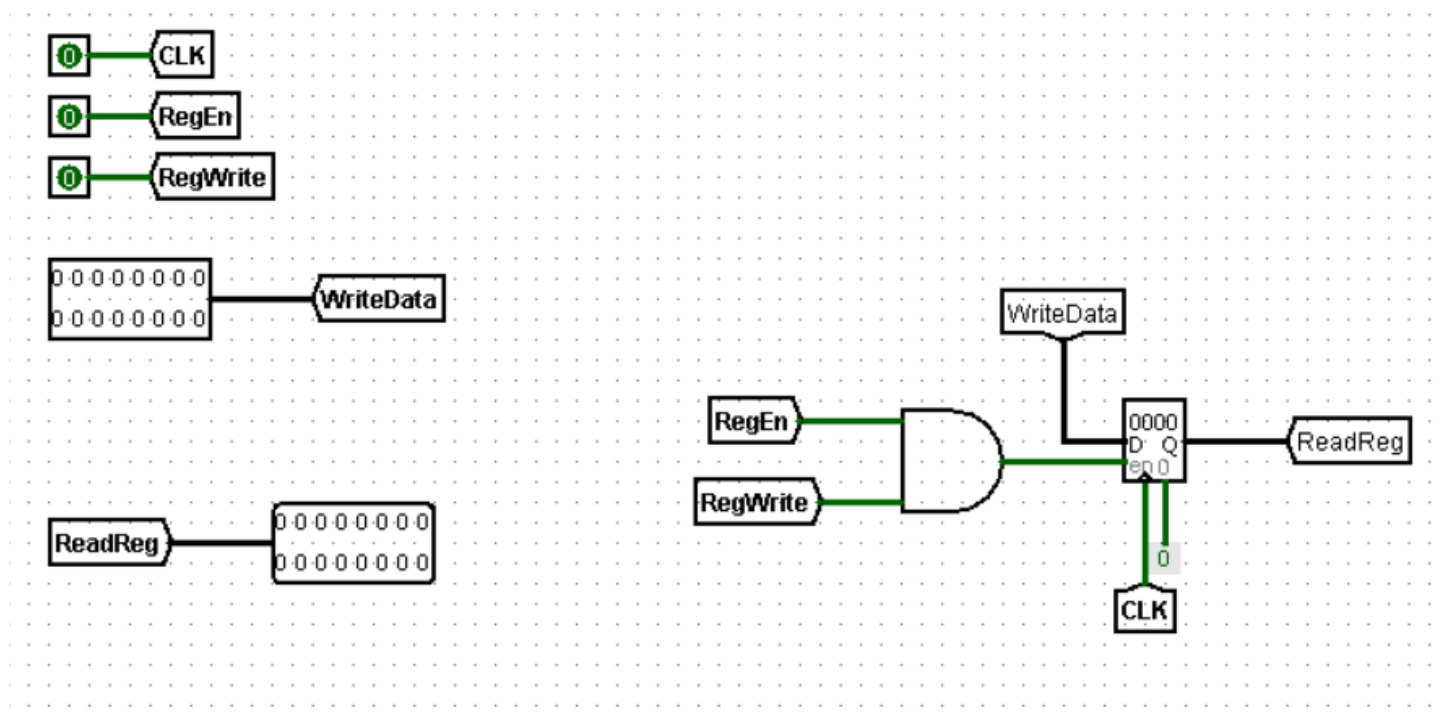 0 CLK
0 RegEn
0 RegWrite
0 0 0 0 0 0 0 0
0 0 0 0 0 0 0 0
WriteData
ReadReg
0 0 0 0 0 0 0 0
0 0 0 0 0 0 0 0
WriteData
RegEn
RegWrite
0000
D Q
en 0
ReadReg
0
CLK